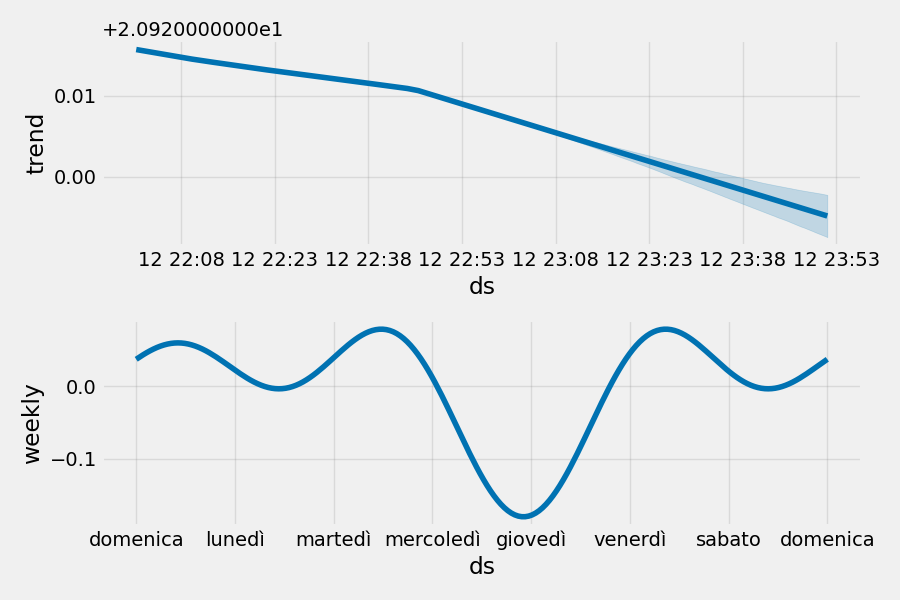 +2.0920000000e1
0.01
0.00
trend
12 22:08 12 22:23 12 22:38 12 22:53 12 23:08 12 23:23 12 23:38 12 23:53
ds
0.0
−0.1
weekly
domenica lunedì martedì mercoledì giovedì venerdì sabato domenica
ds